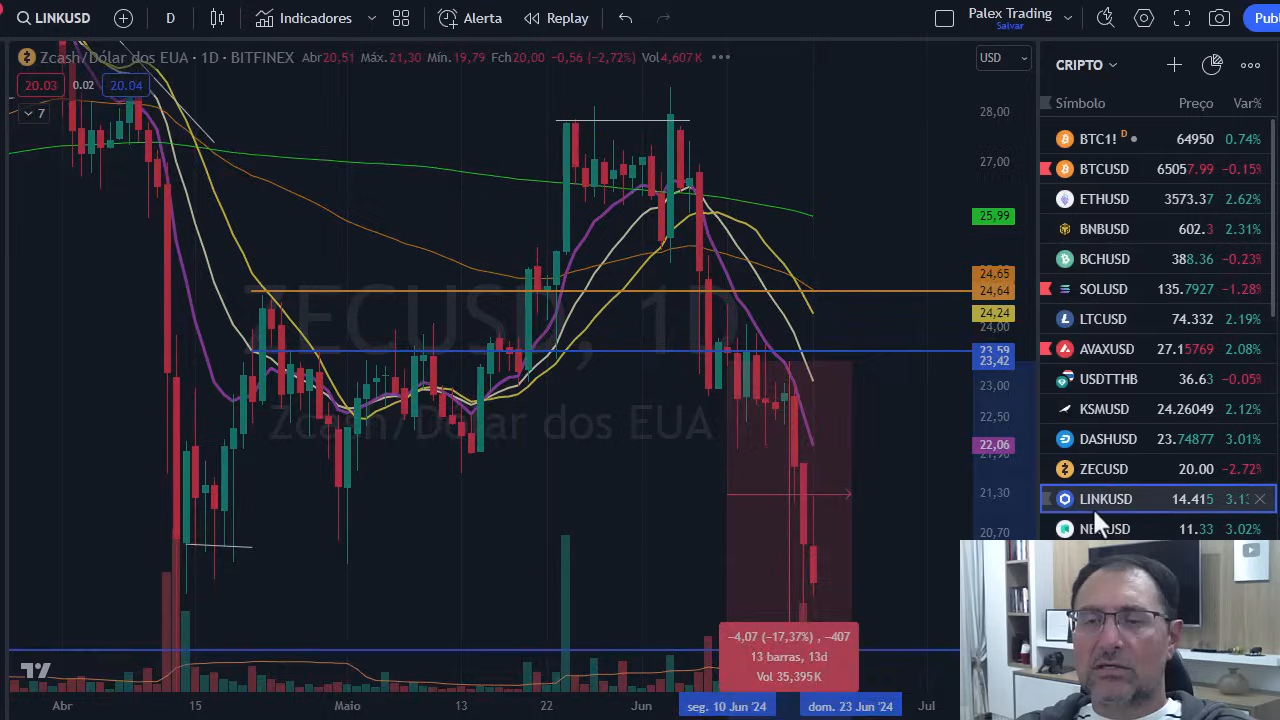 LINKUSD
D
Indicadores
Alerta
Replay
Palex Trading
Salvar
Publ
Zcash/Dólar dos EUA · 1D · BITFINEX Abr20,51 Máx.21,30 Mín.19,79 Fch20,00 −0,56 (−2,72%) Vol4,607K
20.03 0.02 20.04
7
USD
28,00
27,00
25,99
24,65
24,64
24,24
24,00
23,59
23,42
23,00
22,50
22,06
21,30
20,70
ZECUSD, 1D
Zcash/Dólar dos EUA
−4,07 (−17,37%) , −407
13 barras, 13d
Vol 35,395K
Abr 15 Maio 13 22 Jun seg. 10 Jun '24 dom. 23 Jun '24 Jul
CRIPTO
Símbolo Preço Var%
BTC1! D 64950 0.74%
BTCUSD 65057.99 −0.15%
ETHUSD 3573.37 2.62%
BNBUSD 602.3 2.31%
BCHUSD 388.36 −0.23%
SOLUSD 135.7927 −1.28%
LTCUSD 74.332 2.19%
AVAXUSD 27.15769 2.08%
USDTTHB 36.63 −0.05%
KSMUSD 24.26049 2.12%
DASHUSD 23.74877 3.01%
ZECUSD 20.00 −2.72%
LINKUSD 14.415
11.33 3.02%